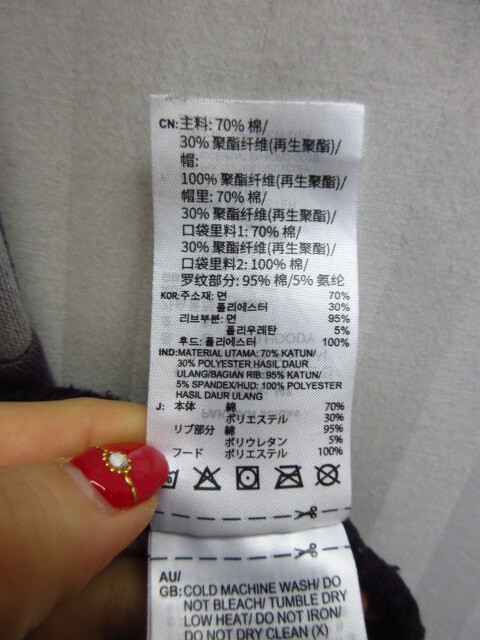 CN:主料: 70% 棉/
30% 聚酯纤维(再生聚酯)/
帽:
100% 聚酯纤维(再生聚酯)/
帽里: 70% 棉/
30% 聚酯纤维(再生聚酯)/
口袋里料1: 70% 棉/
30% 聚酯纤维(再生聚酯)/
口袋里料2: 100% 棉/
罗纹部分: 95% 棉/5% 氨纶
KOR:주소재: 면 70%
폴리에스터 30%
리브부분: 면 95%
폴리우레탄 5%
후드: 폴리에스터 100%
IND:MATERIAL UTAMA: 70% KATUN/
30% POLYESTER HASIL DAUR
ULANG/BAGIAN RIB: 95% KATUN/
5% SPANDEX/HUD: 100% POLYESTER
HASIL DAUR ULANG
J: 本体 綿 70%
ポリエステル 30%
リブ部分 綿 95%
ポリウレタン 5%
フード ポリエステル 100%
AU/
GB: COLD MACHINE WASH/ DO
NOT BLEACH/ TUMBLE DRY
LOW HEAT/ DO NOT IRON/
DO NOT DRY CLEAN (X)